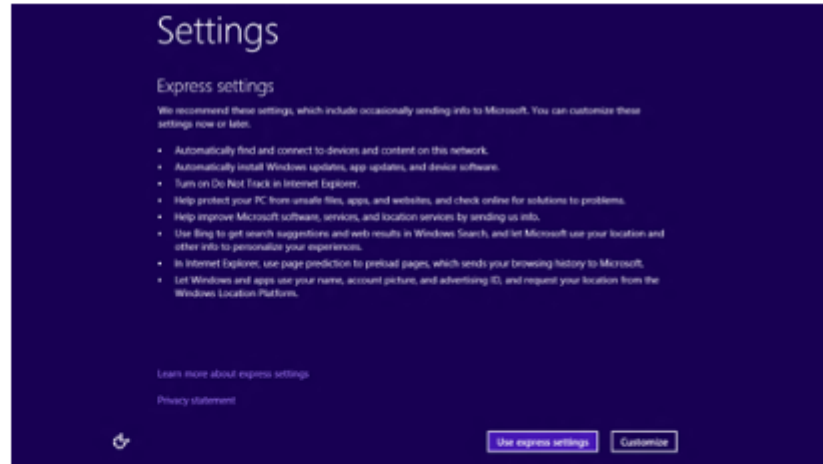 Settings
Express settings
We recommend these settings, which include occasionally sending info to Microsoft. You can customize these
settings now or later.
• Automatically find and connect to devices and content on this network.
• Automatically install Windows updates, app updates, and device software.
• Turn on Do Not Track in Internet Explorer.
• Help protect your PC from unsafe files, apps, and websites, and check online for solutions to problems.
• Help improve Microsoft software, services, and location services by sending us info.
• Use Bing to get search suggestions and web results in Windows Search, and let Microsoft use your location and
other info to personalize your experiences.
• In Internet Explorer, use page prediction to preload pages, which sends your browsing history to Microsoft.
• Let Windows and apps use your name, account picture, and advertising ID, and request your location from the
Windows Location Platform.
Learn more about express settings
Privacy statement
Use express settings
Customize